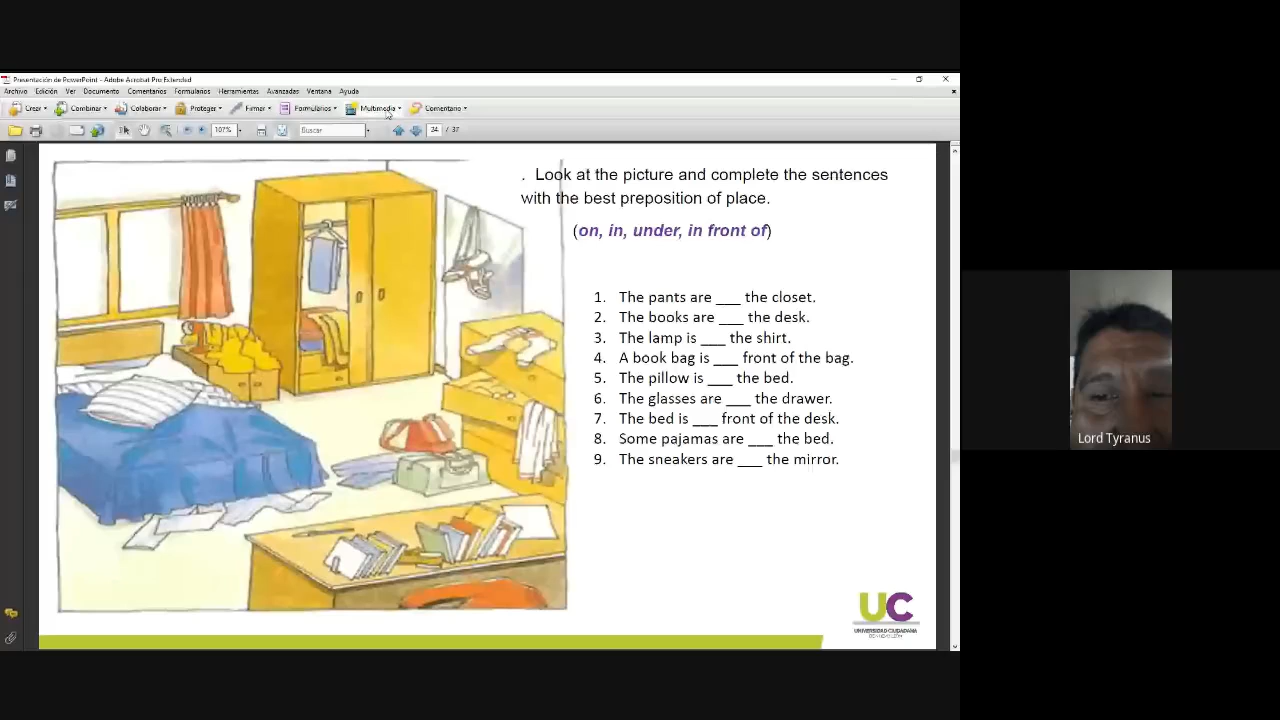 Presentación de PowerPoint - Adobe Acrobat Pro Extended
Archivo Edición Ver Documento Comentarios Formularios Herramientas Avanzadas Ventana Ayuda
Crear Combinar Colaborar Proteger Firmar Formularios Multimedia Comentario
107% Buscar 24 / 37
. Look at the picture and complete the sentences
with the best preposition of place.
(on, in, under, in front of)
1. The pants are ___ the closet.
2. The books are ___ the desk.
3. The lamp is ___ the shirt.
4. A book bag is ___ front of the bag.
5. The pillow is ___ the bed.
6. The glasses are ___ the drawer.
7. The bed is ___ front of the desk.
8. Some pajamas are ___ the bed.
9. The sneakers are ___ the mirror.
Lord Tyranus
UC
UNIVERSIDAD CIUDADANA
DE NUEVO LEÓN